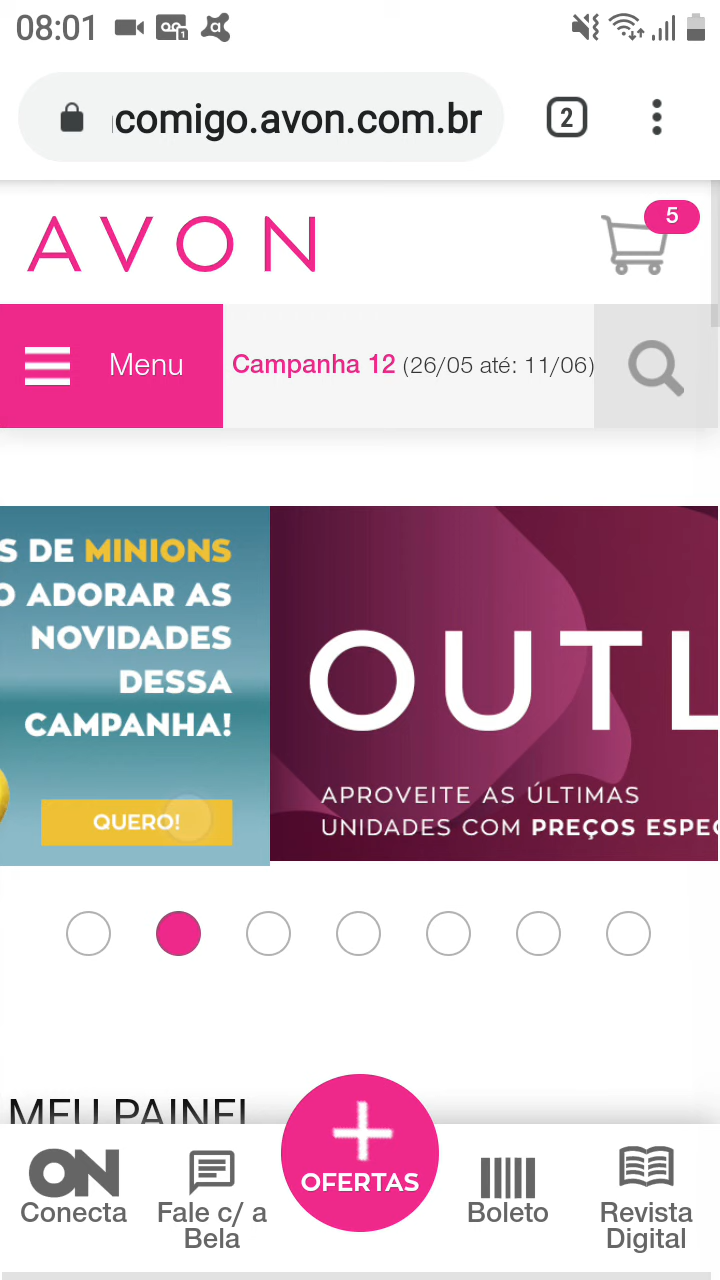 08:01
comigo.avon.com.br
2
AVON
5
Menu
Campanha 12 (26/05 até: 11/06)
S DE MINIONS
O ADORAR AS
NOVIDADES
DESSA
CAMPANHA!
QUERO!
OUTL
APROVEITE AS ÚLTIMAS
UNIDADES COM PREÇOS ESPEC
MEU PAINEL
OFERTAS
ON
Conecta
Fale c/ a
Bela
Boleto
Revista
Digital